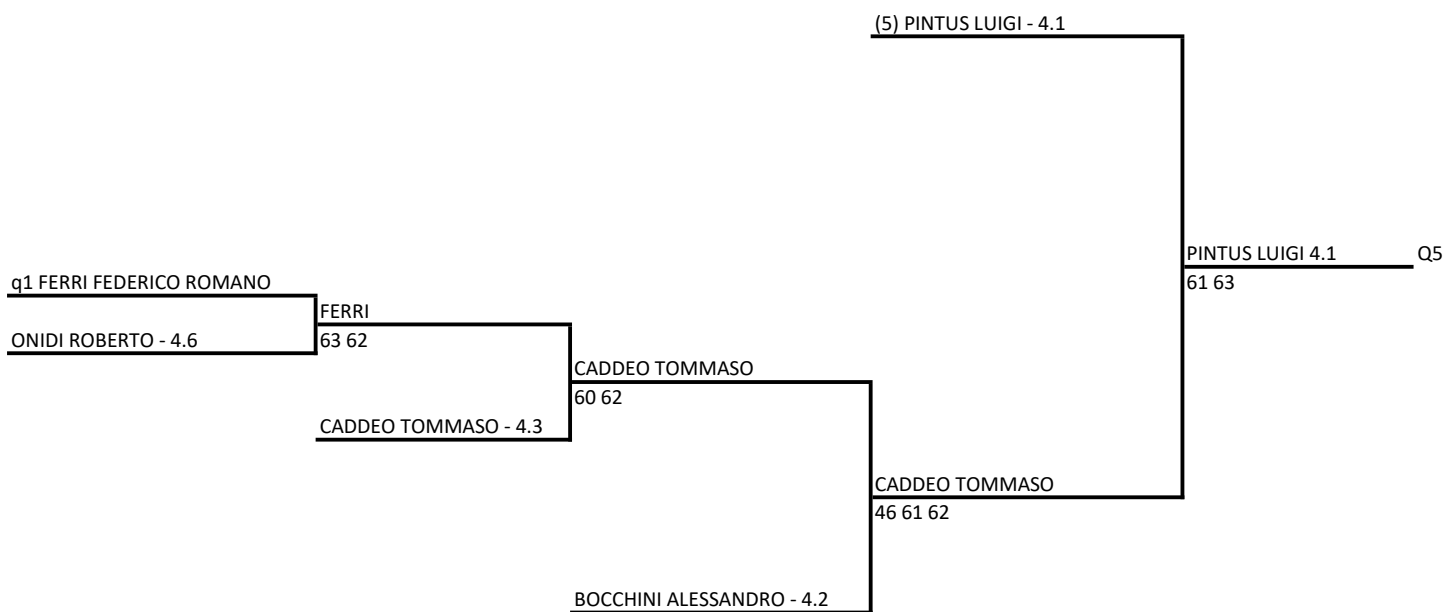 (5) PINTUS LUIGI - 4.1
PINTUS LUIGI 4.1
Q5
61 63
q1 FERRI FEDERICO ROMANO
FERRI
ONIDI ROBERTO - 4.6
63 62
CADDEO TOMMASO
60 62
CADDEO TOMMASO - 4.3
CADDEO TOMMASO
46 61 62
BOCCHINI ALESSANDRO - 4.2